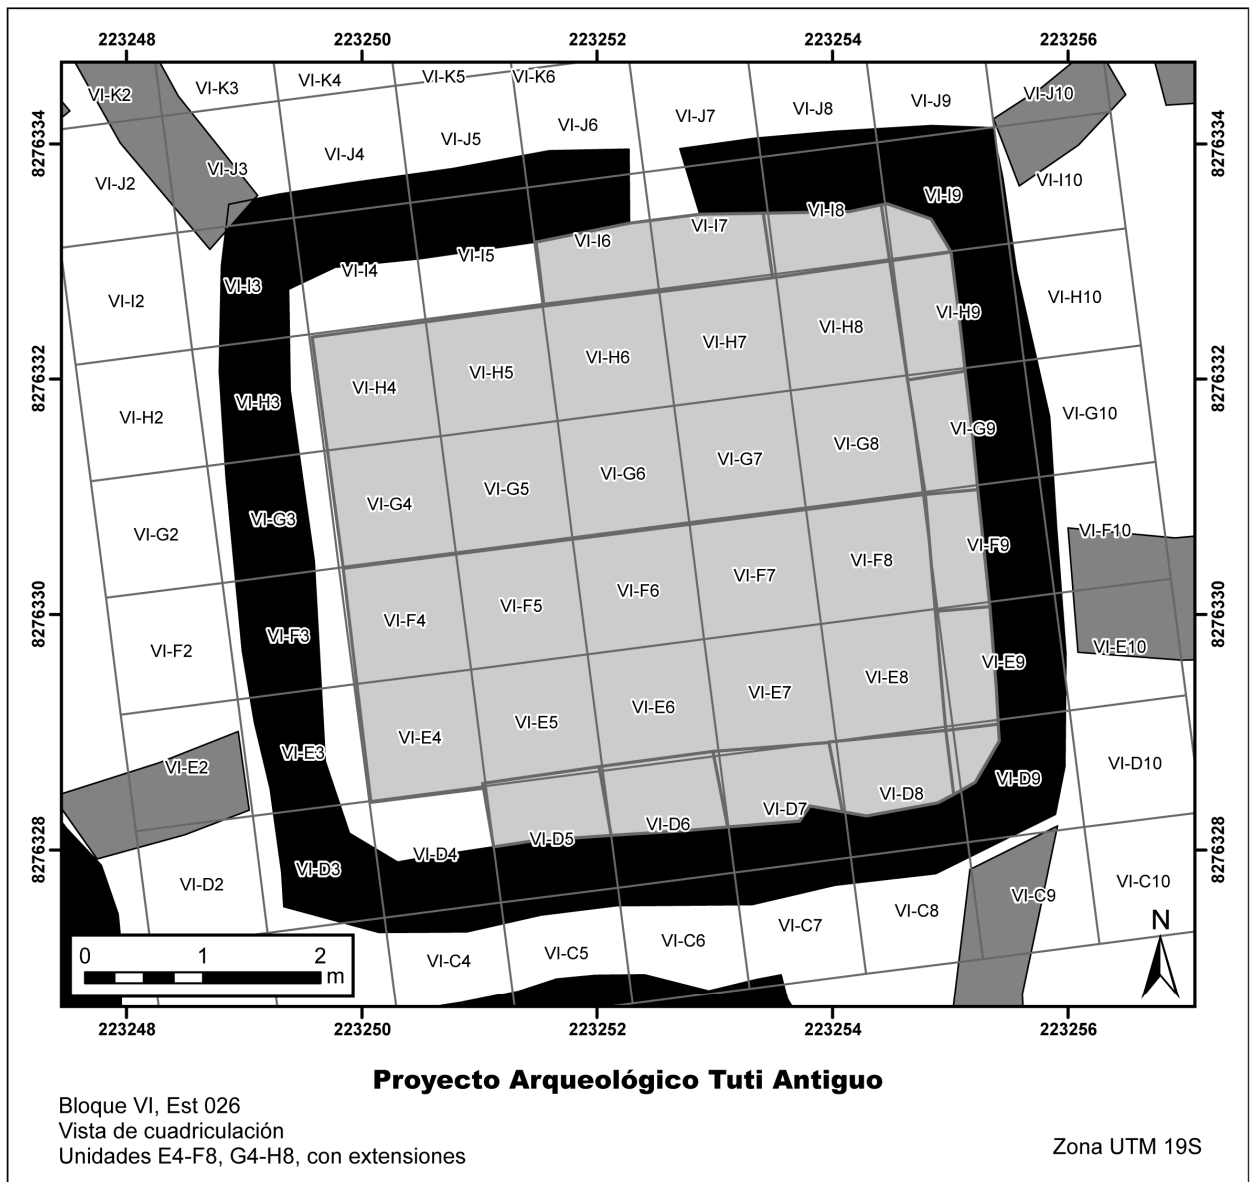 223248 223250 223252 223254 223256
VI-K2 VI-K3 VI-K4 VI-K5 VI-K6
VI-J2 VI-J3 VI-J4 VI-J5 VI-J6 VI-J7 VI-J8 VI-J9 VI-J10
8276334 8276334
VI-I2 VI-I3 VI-I4 VI-I5 VI-I6 VI-I7 VI-I8 VI-I9 VI-I10
8276332 8276332
VI-H2 VI-H3 VI-H4 VI-H5 VI-H6 VI-H7 VI-H8 VI-H9 VI-H10
VI-G2 VI-G3 VI-G4 VI-G5 VI-G6 VI-G7 VI-G8 VI-G9 VI-G10
8276330 8276330
VI-F2 VI-F3 VI-F4 VI-F5 VI-F6 VI-F7 VI-F8 VI-F9 VI-F10
VI-E2 VI-E3 VI-E4 VI-E5 VI-E6 VI-E7 VI-E8 VI-E9 VI-E10
8276328 8276328
VI-D2 VI-D3 VI-D4 VI-D5 VI-D6 VI-D7 VI-D8 VI-D9 VI-D10
VI-C4 VI-C5 VI-C6 VI-C7 VI-C8 VI-C9 VI-C10
0 1 2
m
N
223248 223250 223252 223254 223256
Proyecto Arqueológico Tuti Antiguo
Bloque VI, Est 026
Vista de cuadriculación
Unidades E4-F8, G4-H8, con extensiones
Zona UTM 19S